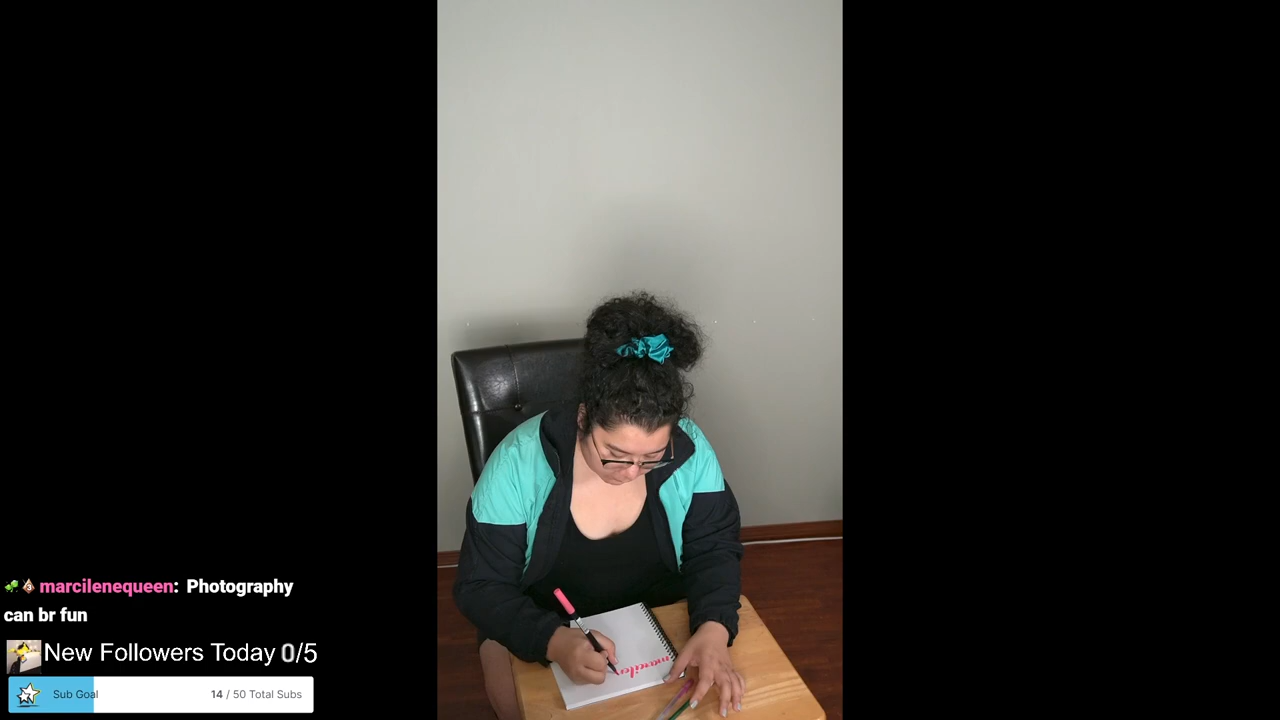 marcilenequeen: Photography
can br fun
New Followers Today 0/5
Sub Goal 14 / 50 Total Subs